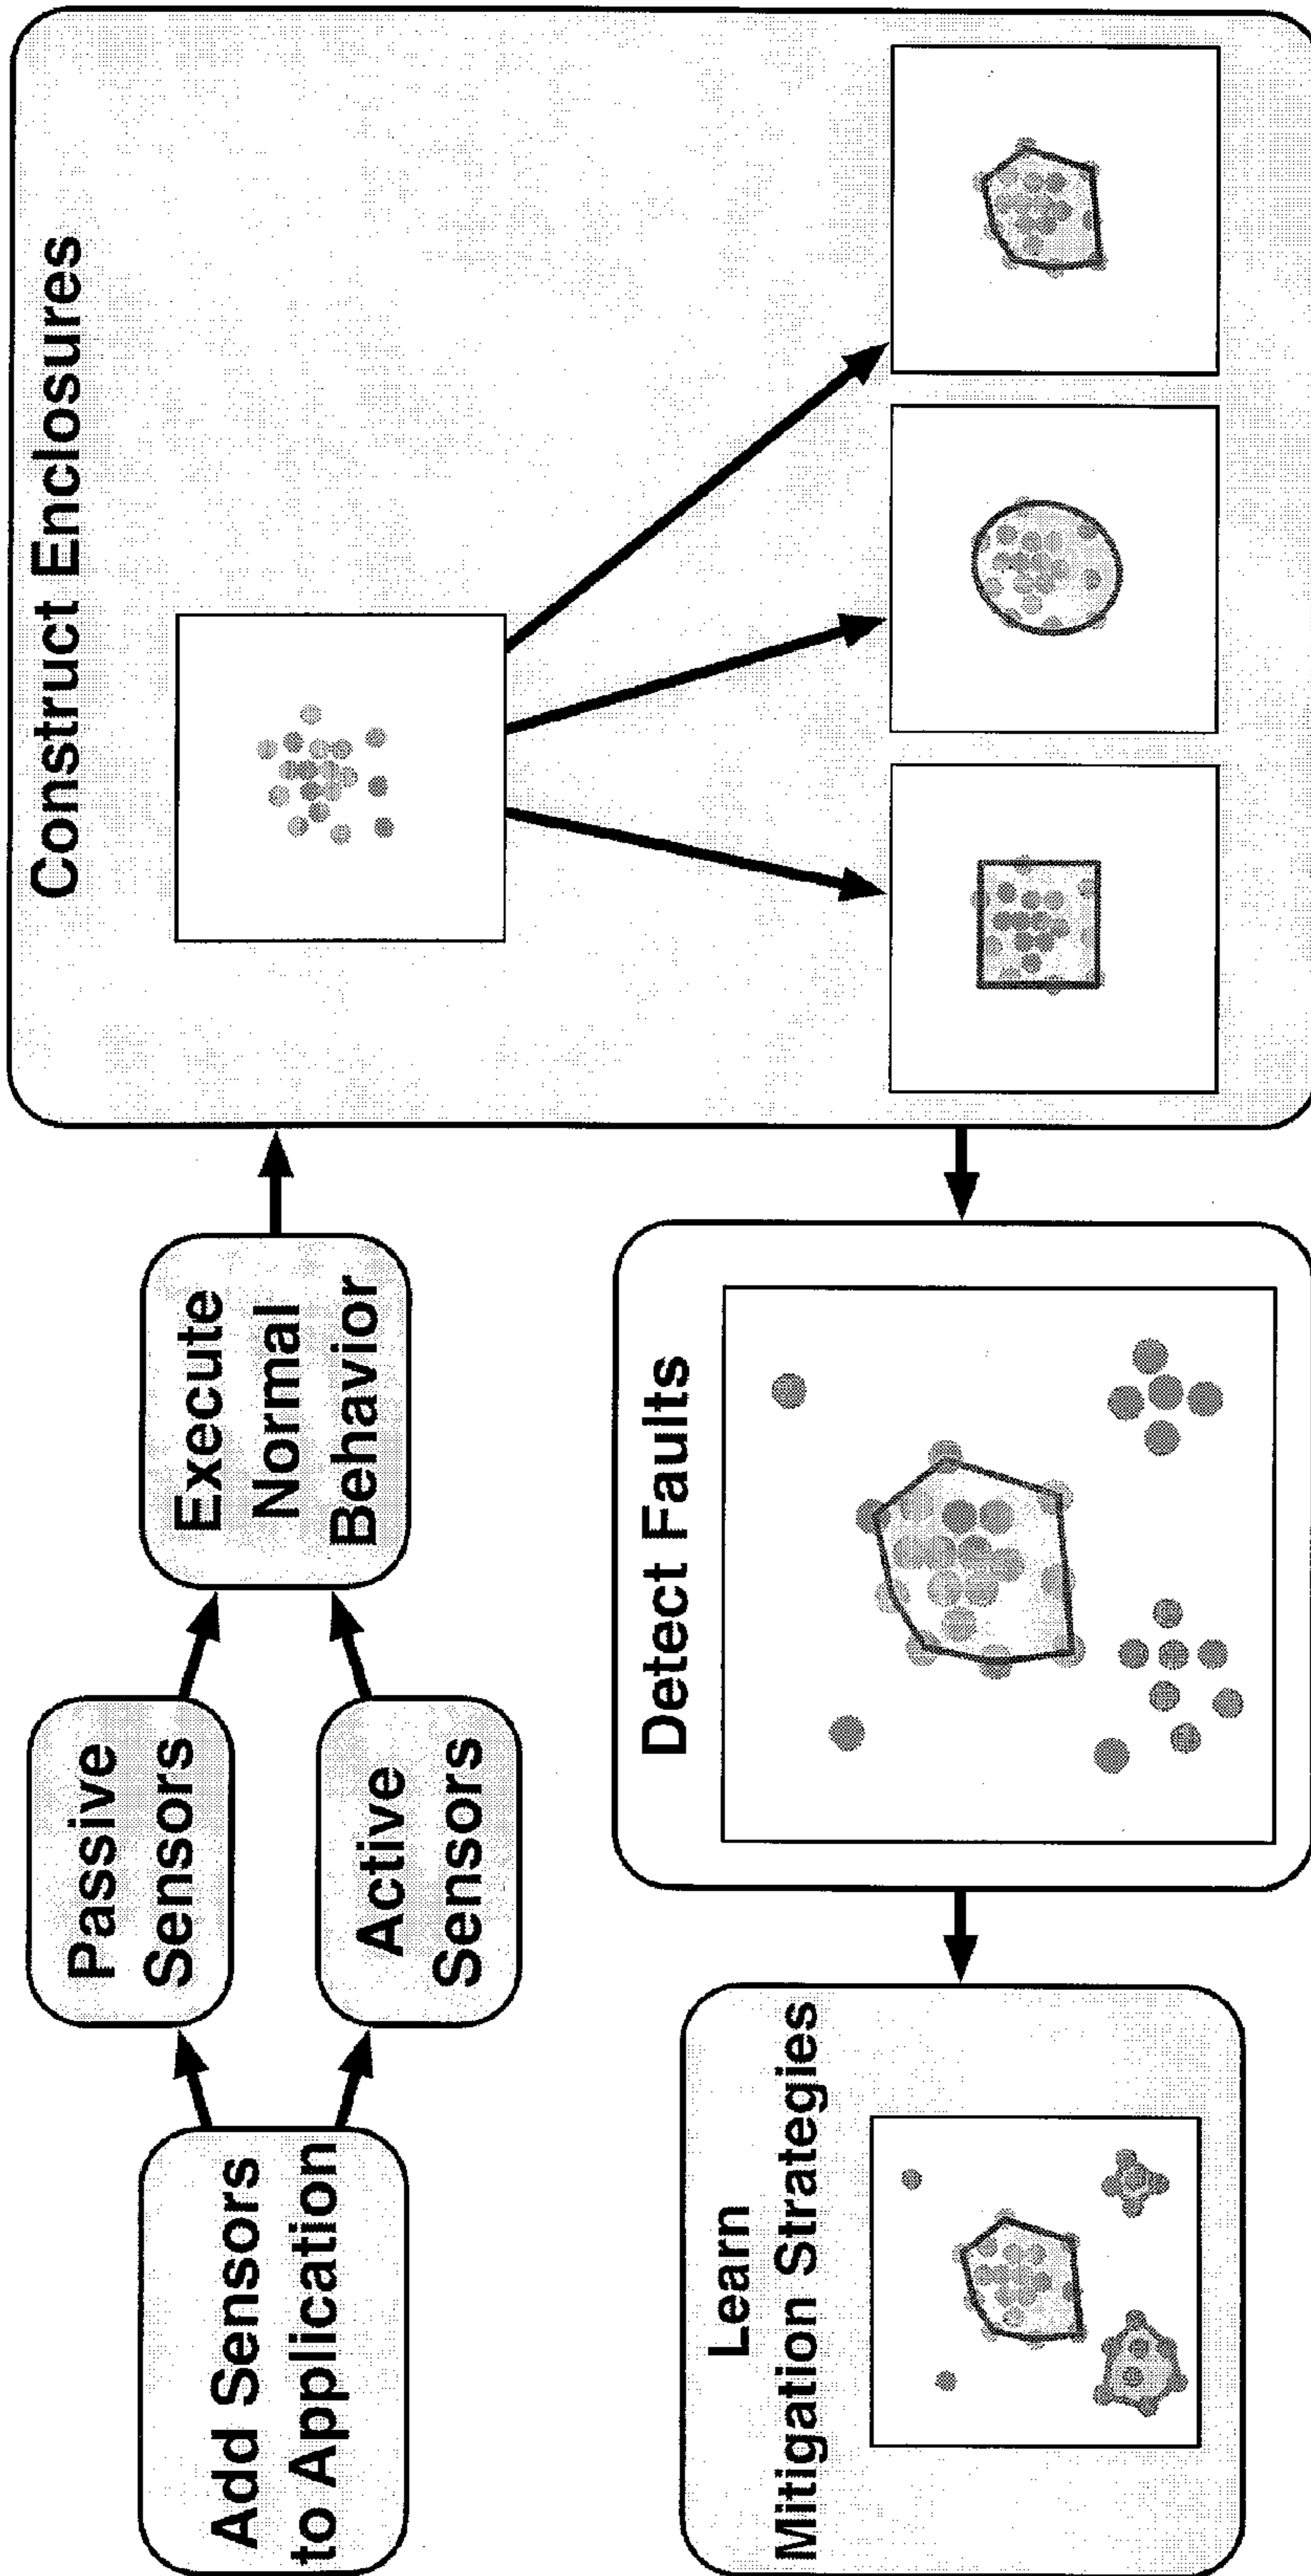 Add Sensors
to Application
Passive
Sensors
Active
Sensors
Execute
Normal
Behavior
Construct Enclosures
Detect Faults
Learn
Mitigation Strategies